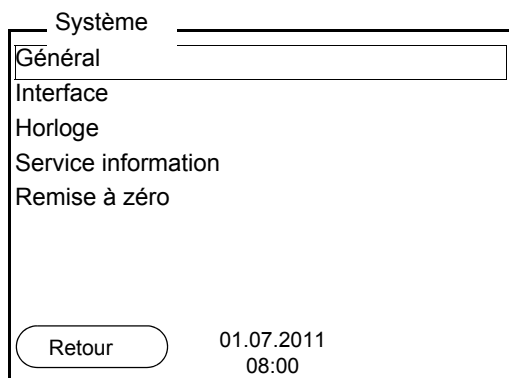 Système
Général
Interface
Horloge
Service information
Remise à zéro
Retour
01.07.2011
08:00